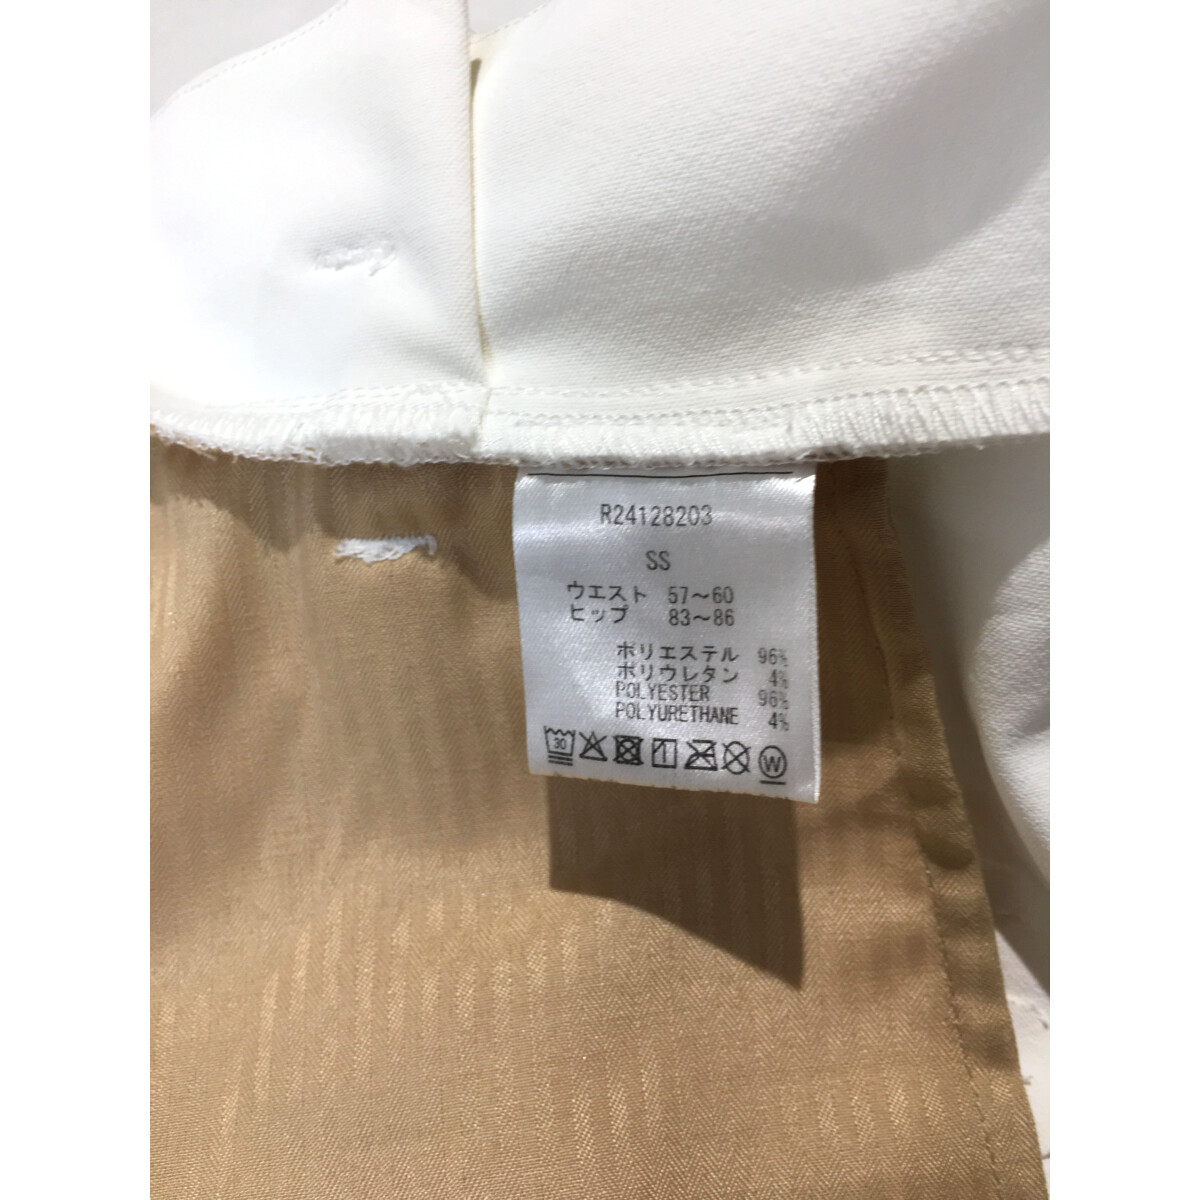 R24128203
SS
ウエスト 57～60
ヒップ 83～86
ポリエステル 96%
ポリウレタン 4%
POLYESTER 96%
POLYURETHANE 4%
30 W